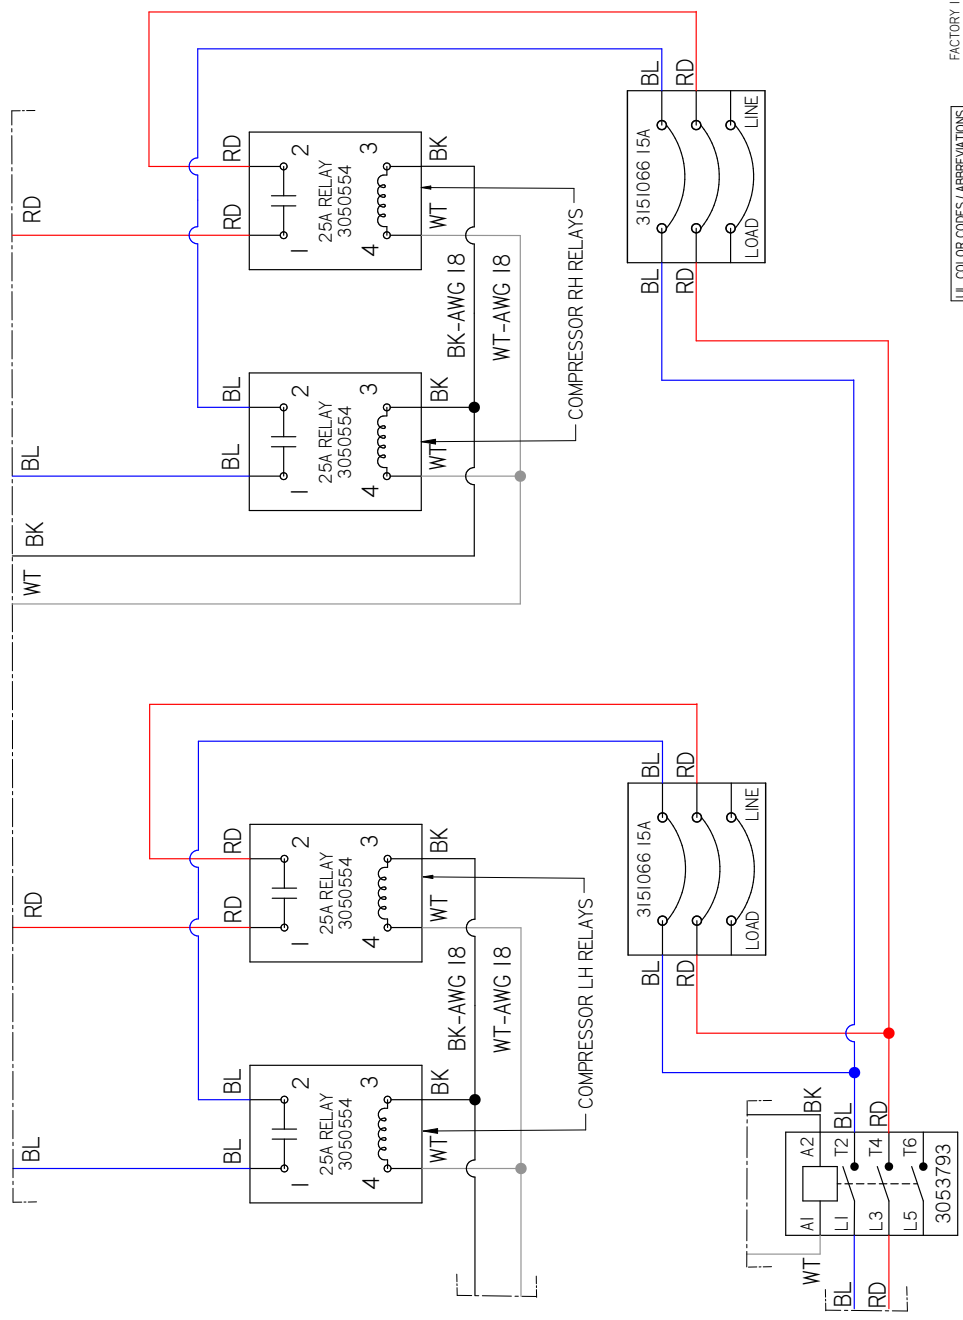 BL
RD
WT
BK
BL
RD
BL
BL
RD
RD
BL
BL
RD
RD
1 2
1 2
1 2
1 2
25A RELAY
3050554
25A RELAY
3050554
25A RELAY
3050554
25A RELAY
3050554
4 3
4 3
4 3
4 3
WT BK
WT BK
WT BK
WT BK
BK-AWG 18
BK-AWG 18
WT-AWG 18
WT-AWG 18
COMPRESSOR LH RELAYS
COMPRESSOR RH RELAYS
3151066 15A
BL BL
RD RD
LOAD LINE
3151066 15A
BL BL
RD RD
LOAD LINE
WT A1 A2 BK
BL L1 T2 BL
RD L3 T4 RD
L5 T6
3053793
UL COLOR CODES / ABBREVIATIONS
FACTORY